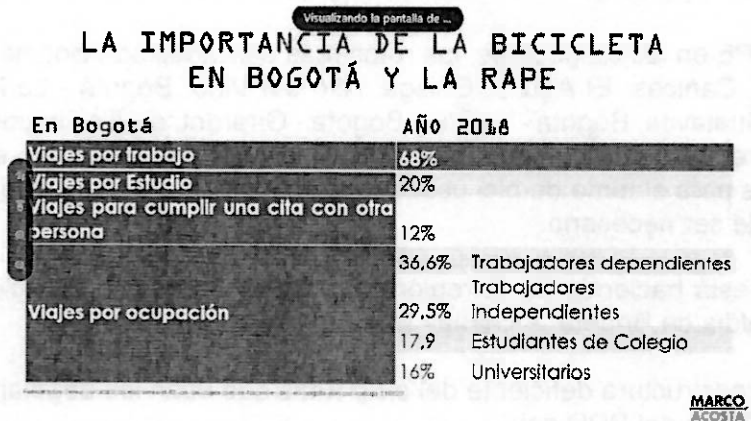 Visualizando la pantalla de ...
LA IMPORTANCIA DE LA BICICLETA
EN BOGOTÁ Y LA RAPE
En Bogotá AÑO 2018
Viajes por trabajo 68%
Viajes por Estudio 20%
Viajes para cumplir una cita con otra
persona 12%
36,6% Trabajadores dependientes
Trabajadores
Viajes por ocupación 29,5% Independientes
17,9 Estudiantes de Colegio
16% Universitarios
MARCO
ACOSTA